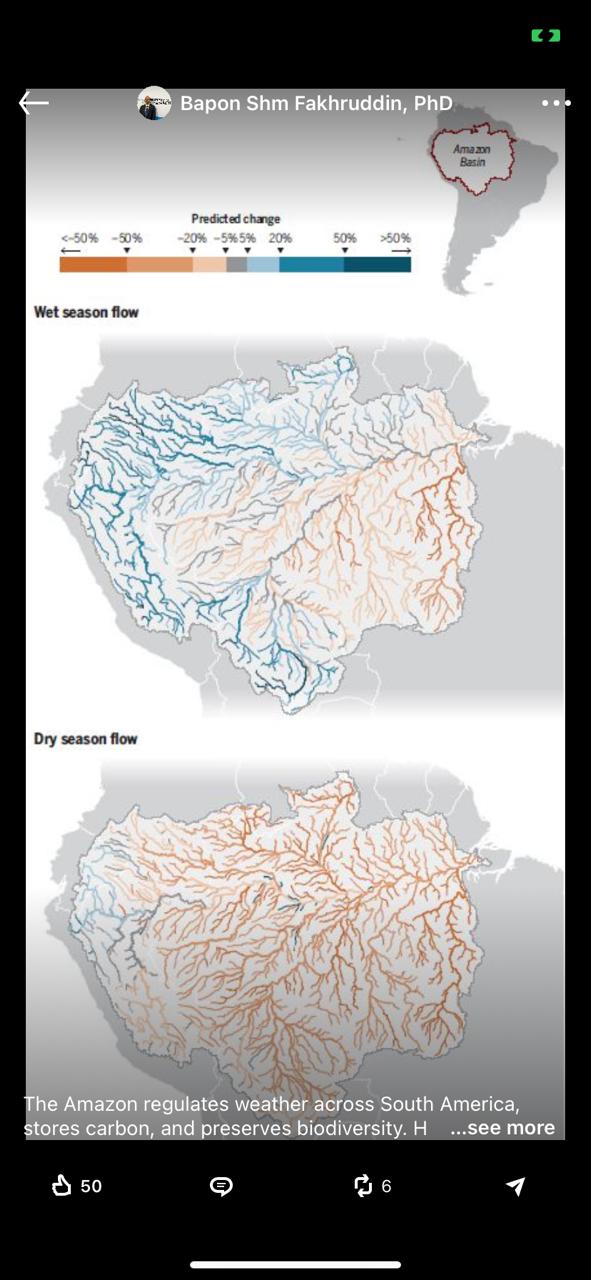 Bapon Shm Fakhruddin, PhD
Amazon
Basin
Predicted change
<-50% -50% -20% -5% 5% 20% 50% >50%
Wet season flow
Dry season flow
The Amazon regulates weather across South America,
stores carbon, and preserves biodiversity. H ...see more
50 6